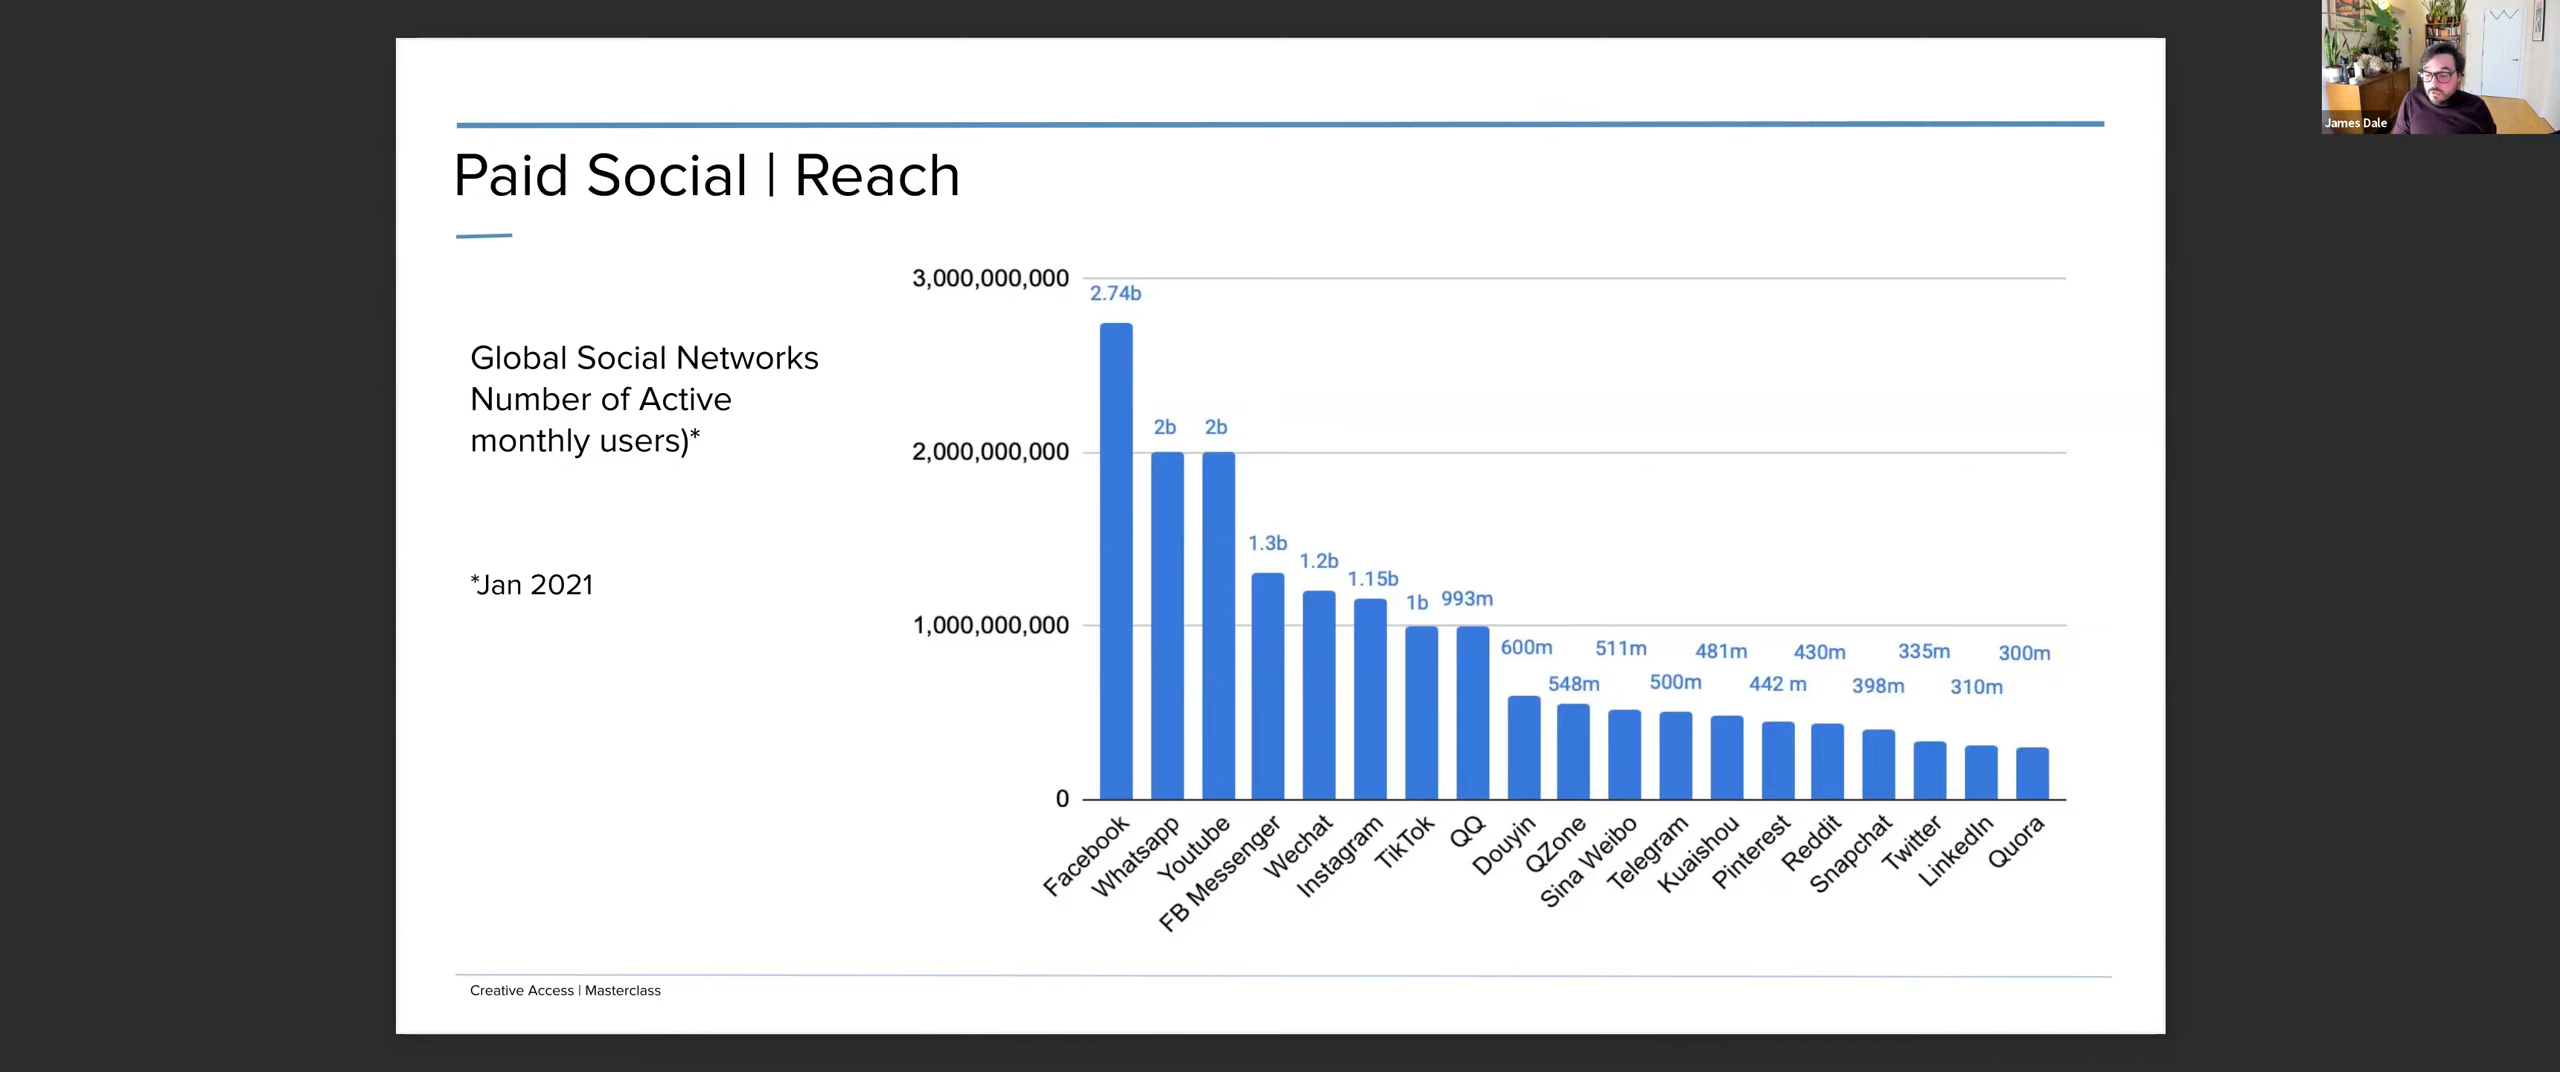 James Dale
Paid Social | Reach
Global Social Networks
Number of Active
monthly users)*
*Jan 2021
3,000,000,000
2,000,000,000
1,000,000,000
0
2.74b
2b
2b
1.3b
1.2b
1.15b
1b
993m
600m
548m
511m
500m
481m
442 m
430m
398m
335m
310m
300m
Facebook
Whatsapp
Youtube
FB Messenger
Wechat
Instagram
TikTok
QQ
Douyin
QZone
Sina Weibo
Telegram
Kuaishou
Pinterest
Reddit
Snapchat
Twitter
LinkedIn
Quora
Creative Access | Masterclass